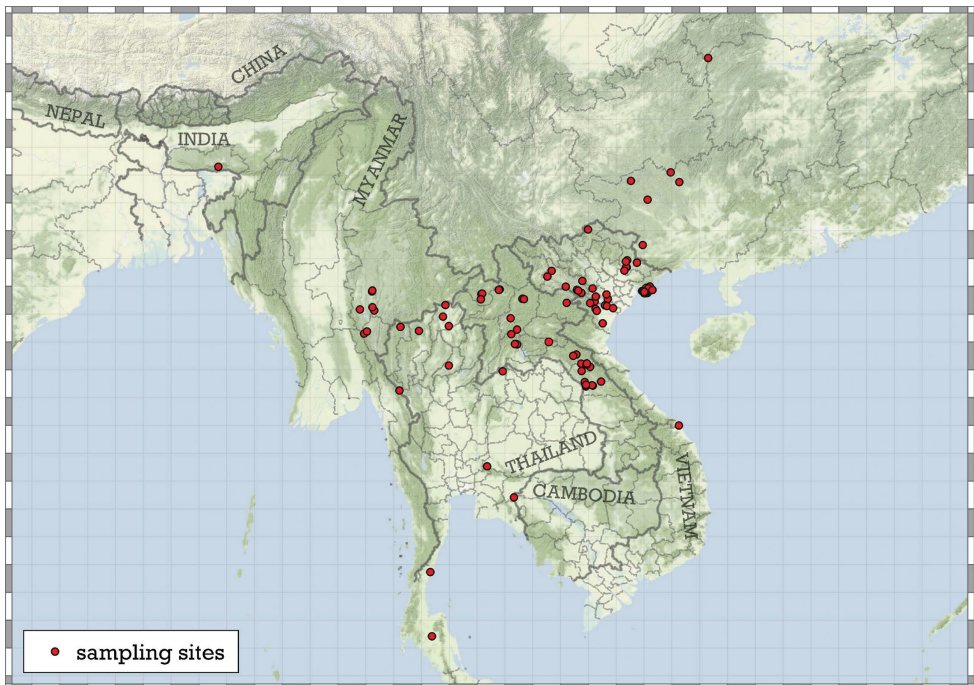 CHINA
NEPAL
INDIA
MYANMAR
THAILAND
CAMBODIA
VIETNAM
sampling sites